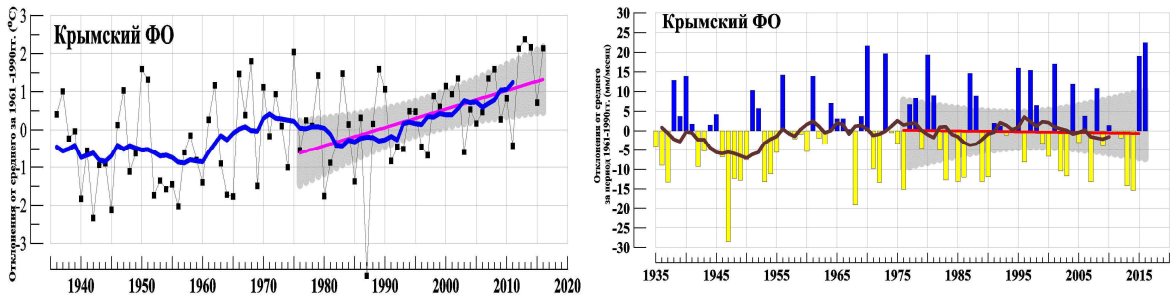 Отклонения от среднего за 1961 -1990гг. (°C)
Крымский ФО
3
2
1
0
-1
-2
-3
1940 1950 1960 1970 1980 1990 2000 2010 2020
Отклонения от среднего
за период 1961-1990гг. (мм/месяц)
Крымский ФО
30
25
20
15
10
5
0
-5
-10
-15
-20
-25
-30
1935 1945 1955 1965 1975 1985 1995 2005 2015